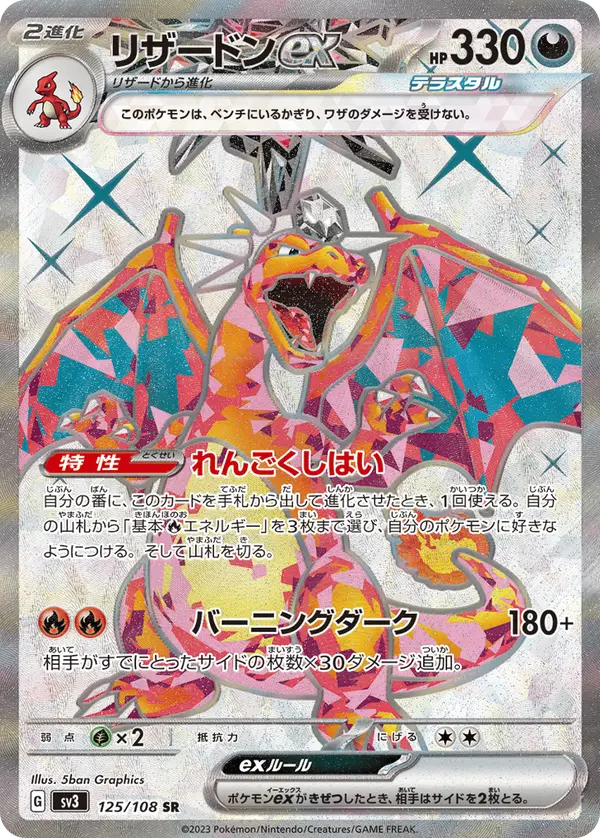 2進化
リザードンex
HP 330
リザードから進化
テラスタル
このポケモンは、ベンチにいるかぎり、ワザのダメージを受けない。
特性 れんごくしはい
自分の番に、このカードを手札から出して進化させたとき、1回使える。自分
の山札から「基本エネルギー」を3枚まで選び、自分のポケモンに好きな
ようにつける。そして山札を切る。
バーニングダーク 180+
相手がすでにとったサイドの枚数×30ダメージ追加。
弱点 ×2 抵抗力 にげる
exルール
ポケモンexがきぜつしたとき、相手はサイドを2枚とる。
Illus. 5ban Graphics
G sv3 125/108 SR
©2023 Pokémon/Nintendo/Creatures/GAME FREAK.